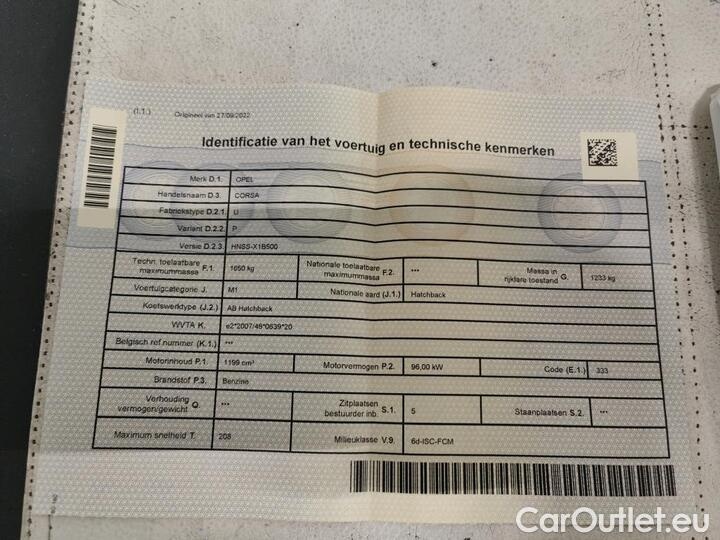 (I.1.) Origineel van 27/09/2022
Identificatie van het voertuig en technische kenmerken
Merk D.1. OPEL
Handelsnaam D.3. CORSA
Fabriekstype D.2.1. U
Variant D.2.2. P
Versie D.2.3. HNSS-X1B500
Techn. toelaatbare maximummassa F.1. 1650 kg Nationale toelaatbare maximummassa F.2. *** Massa in rijklare toestand G. 1233 kg
Voertuigcategorie J. M1 Nationale aard (J.1.) Hatchback
Koetswerktype (J.2.) AB Hatchback
WVTA K. e2*2007/46*0639*20
Belgisch ref nummer (K.1.) ***
Motorinhoud P.1. 1199 cm³ Motorvermogen P.2. 96,00 kW Code (E.1.) 333
Brandstof P.3. Benzine
Verhouding vermogen/gewicht Q. *** Zitplaatsen bestuurder inb. S.1. 5 Staanplaatsen S.2. ***
Maximum snelheid T. 208 Milieuklasse V.9. 6d-ISC-FCM
CarOutlet.eu